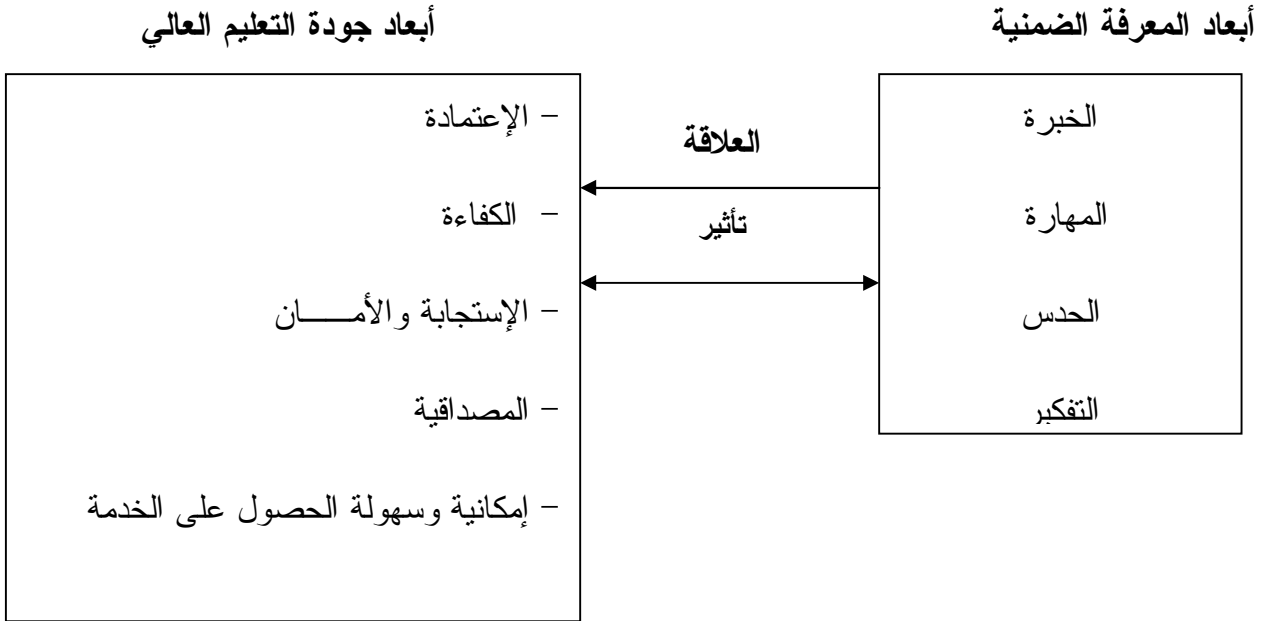 أبعاد المعرفة الضمنية
أبعاد جودة التعليم العالي
الخبرة
المهارة
الحدس
التفكير
العلاقة
تأثير
– الإعتمادة
– الكفاءة
– الإستجابة والأمــــــان
– المصداقية
– إمكانية وسهولة الحصول على الخدمة